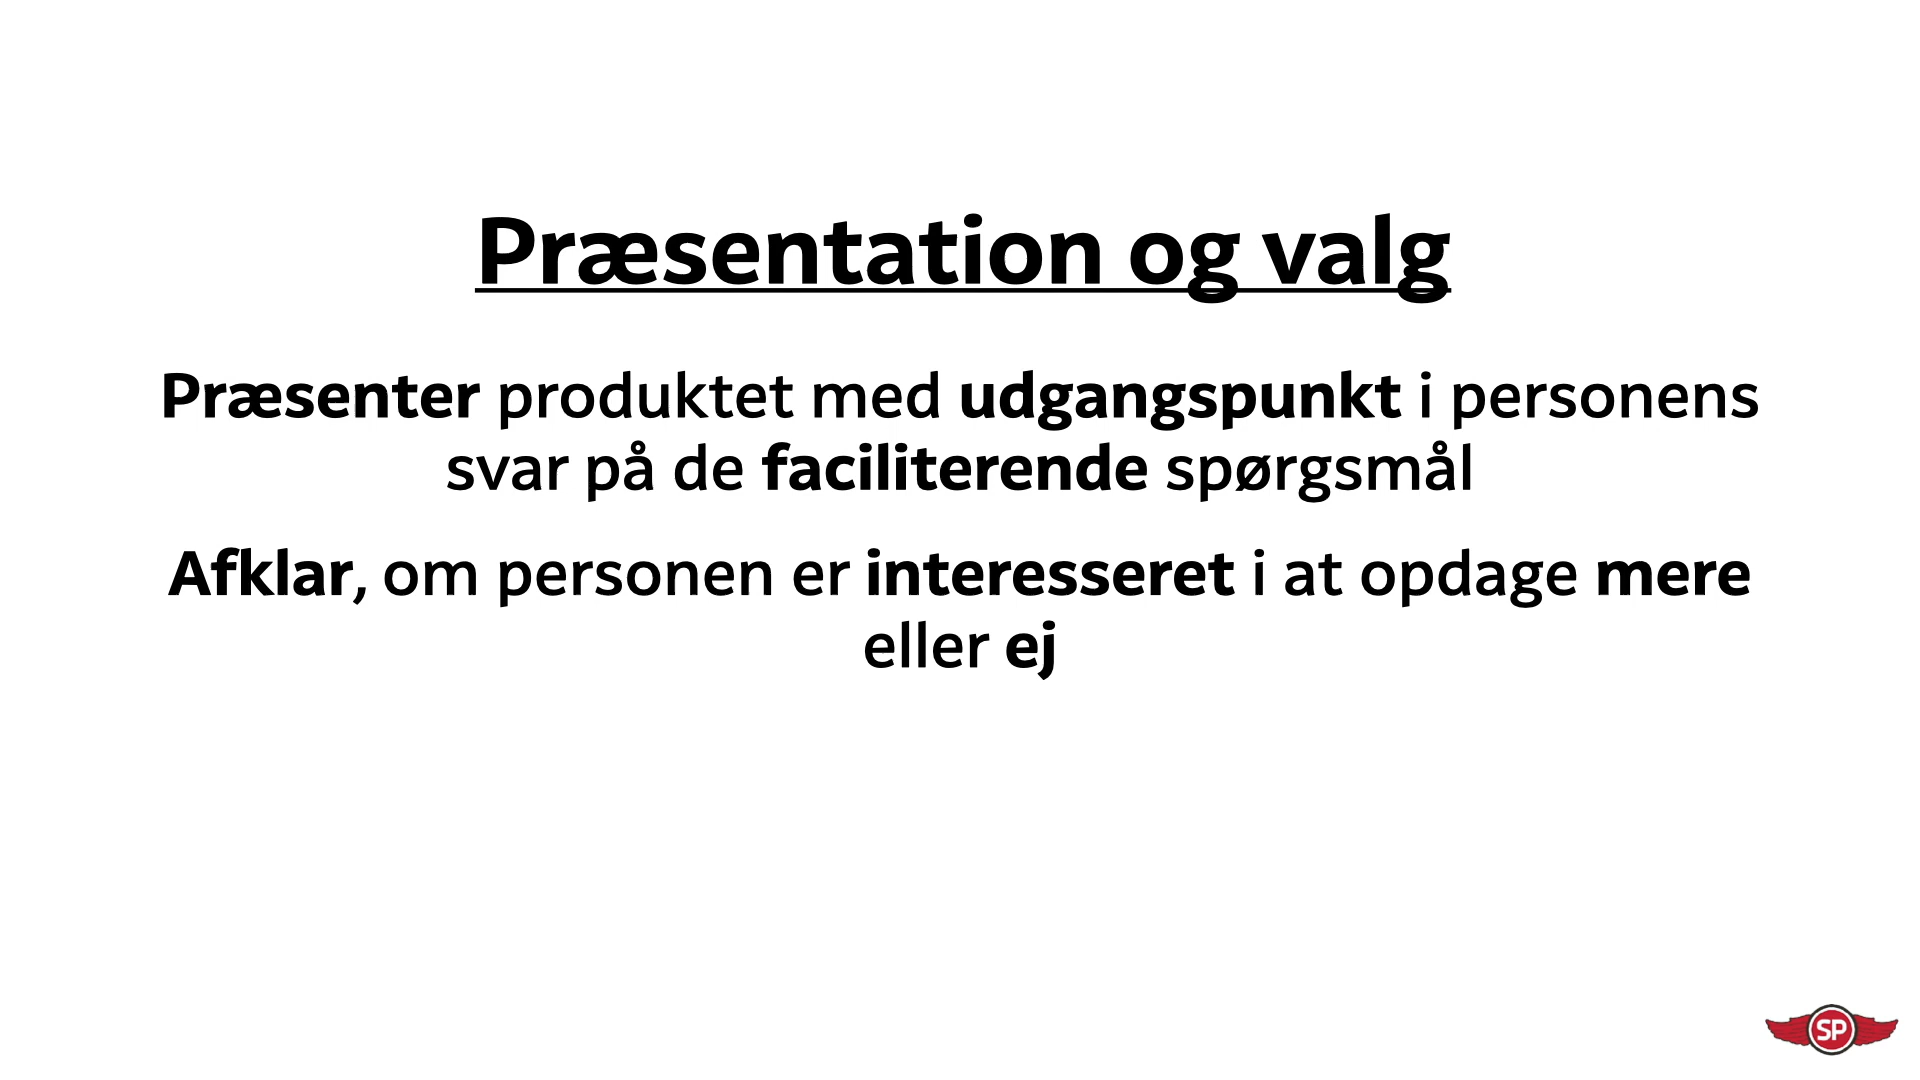 Præsentation og valg
Præsenter produktet med udgangspunkt i personens
svar på de faciliterende spørgsmål
Afklar, om personen er interesseret i at opdage mere
eller ej
SP